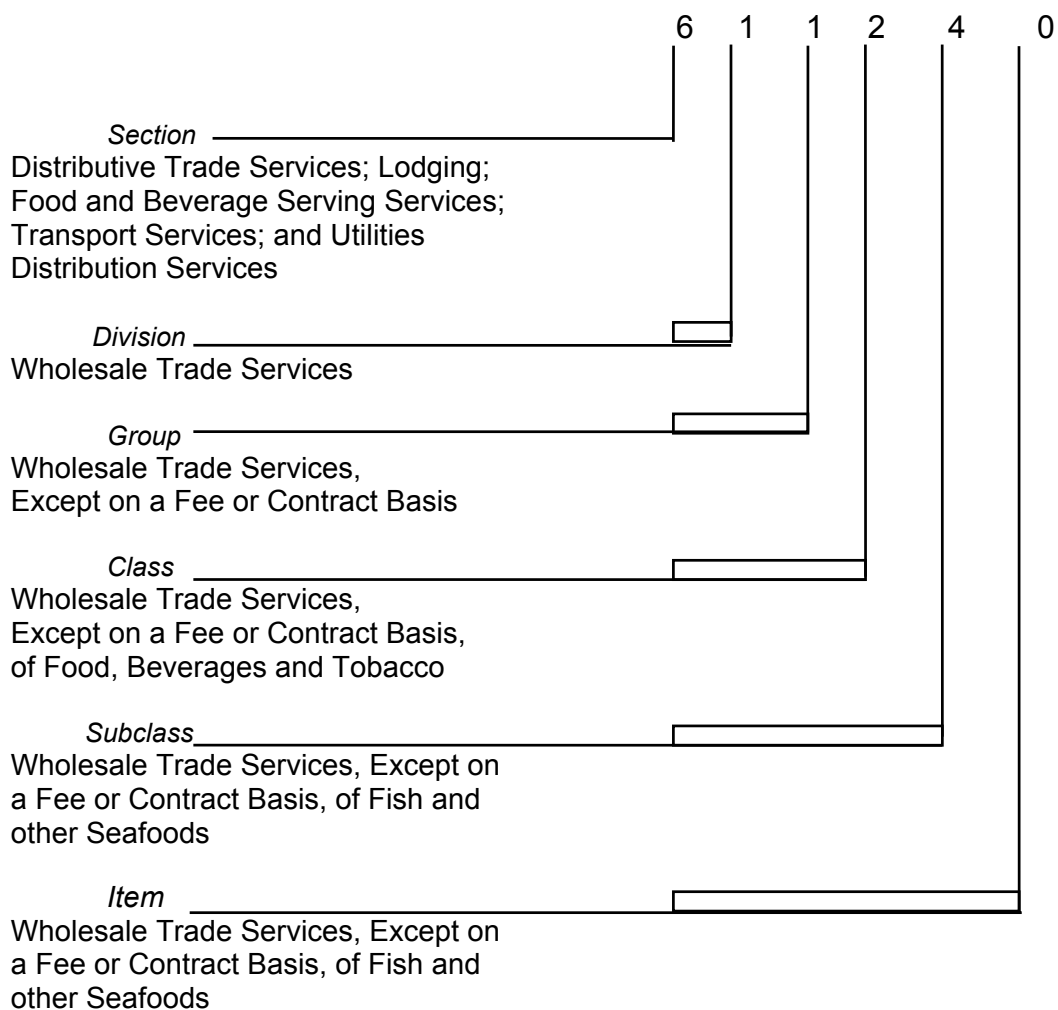 6 1 1 2 4 0
Section
Distributive Trade Services; Lodging;
Food and Beverage Serving Services;
Transport Services; and Utilities
Distribution Services
Division
Wholesale Trade Services
Group
Wholesale Trade Services,
Except on a Fee or Contract Basis
Class
Wholesale Trade Services,
Except on a Fee or Contract Basis,
of Food, Beverages and Tobacco
Subclass
Wholesale Trade Services, Except on
a Fee or Contract Basis, of Fish and
other Seafoods
Item
Wholesale Trade Services, Except on
a Fee or Contract Basis, of Fish and
other Seafoods